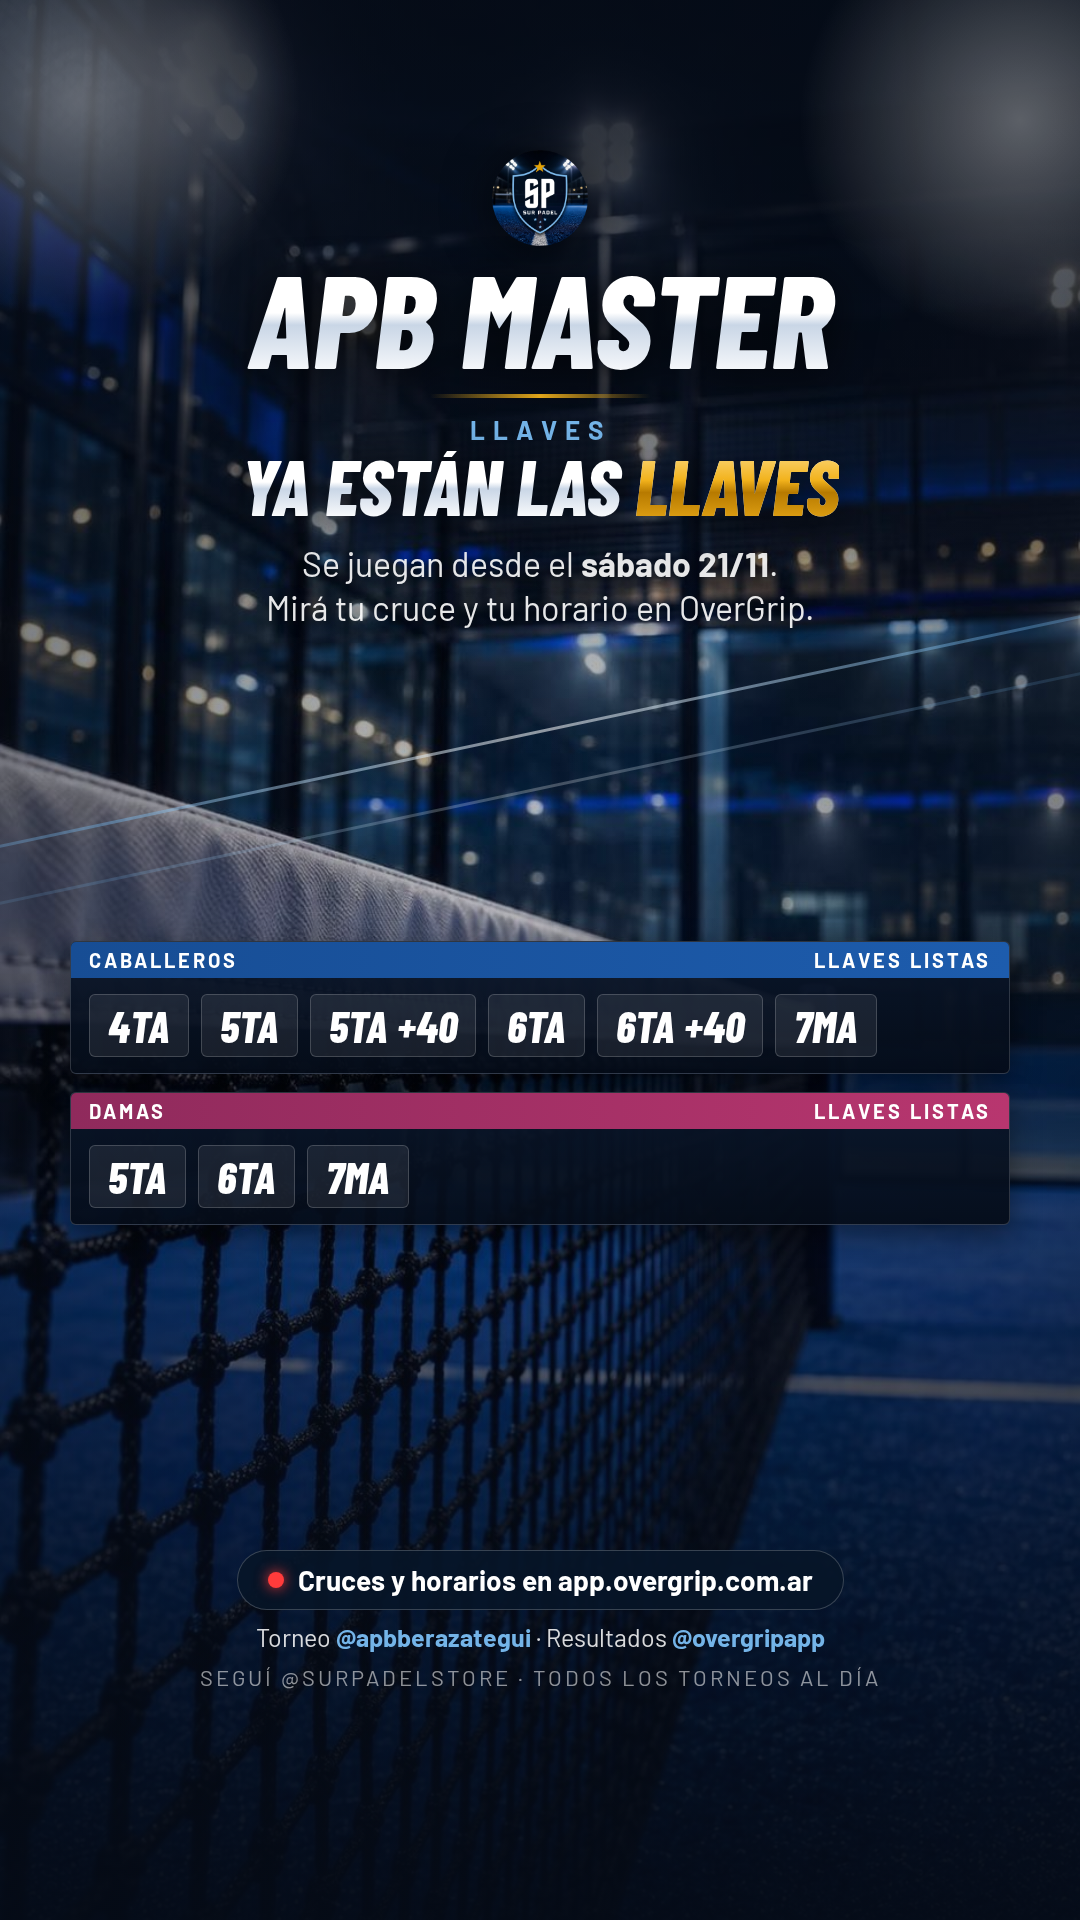 SP
SUR PADEL
APB MASTER
LLAVES
YA ESTÁN LAS LLAVES
Se juegan desde el sábado 21/11.
Mirá tu cruce y tu horario en OverGrip.
CABALLEROS LLAVES LISTAS
4TA 5TA 5TA +40 6TA 6TA +40 7MA
DAMAS LLAVES LISTAS
5TA 6TA 7MA
Cruces y horarios en app.overgrip.com.ar
Torneo @apbberazategui · Resultados @overgripapp
SEGUÍ @SURPADELSTORE · TODOS LOS TORNEOS AL DÍA